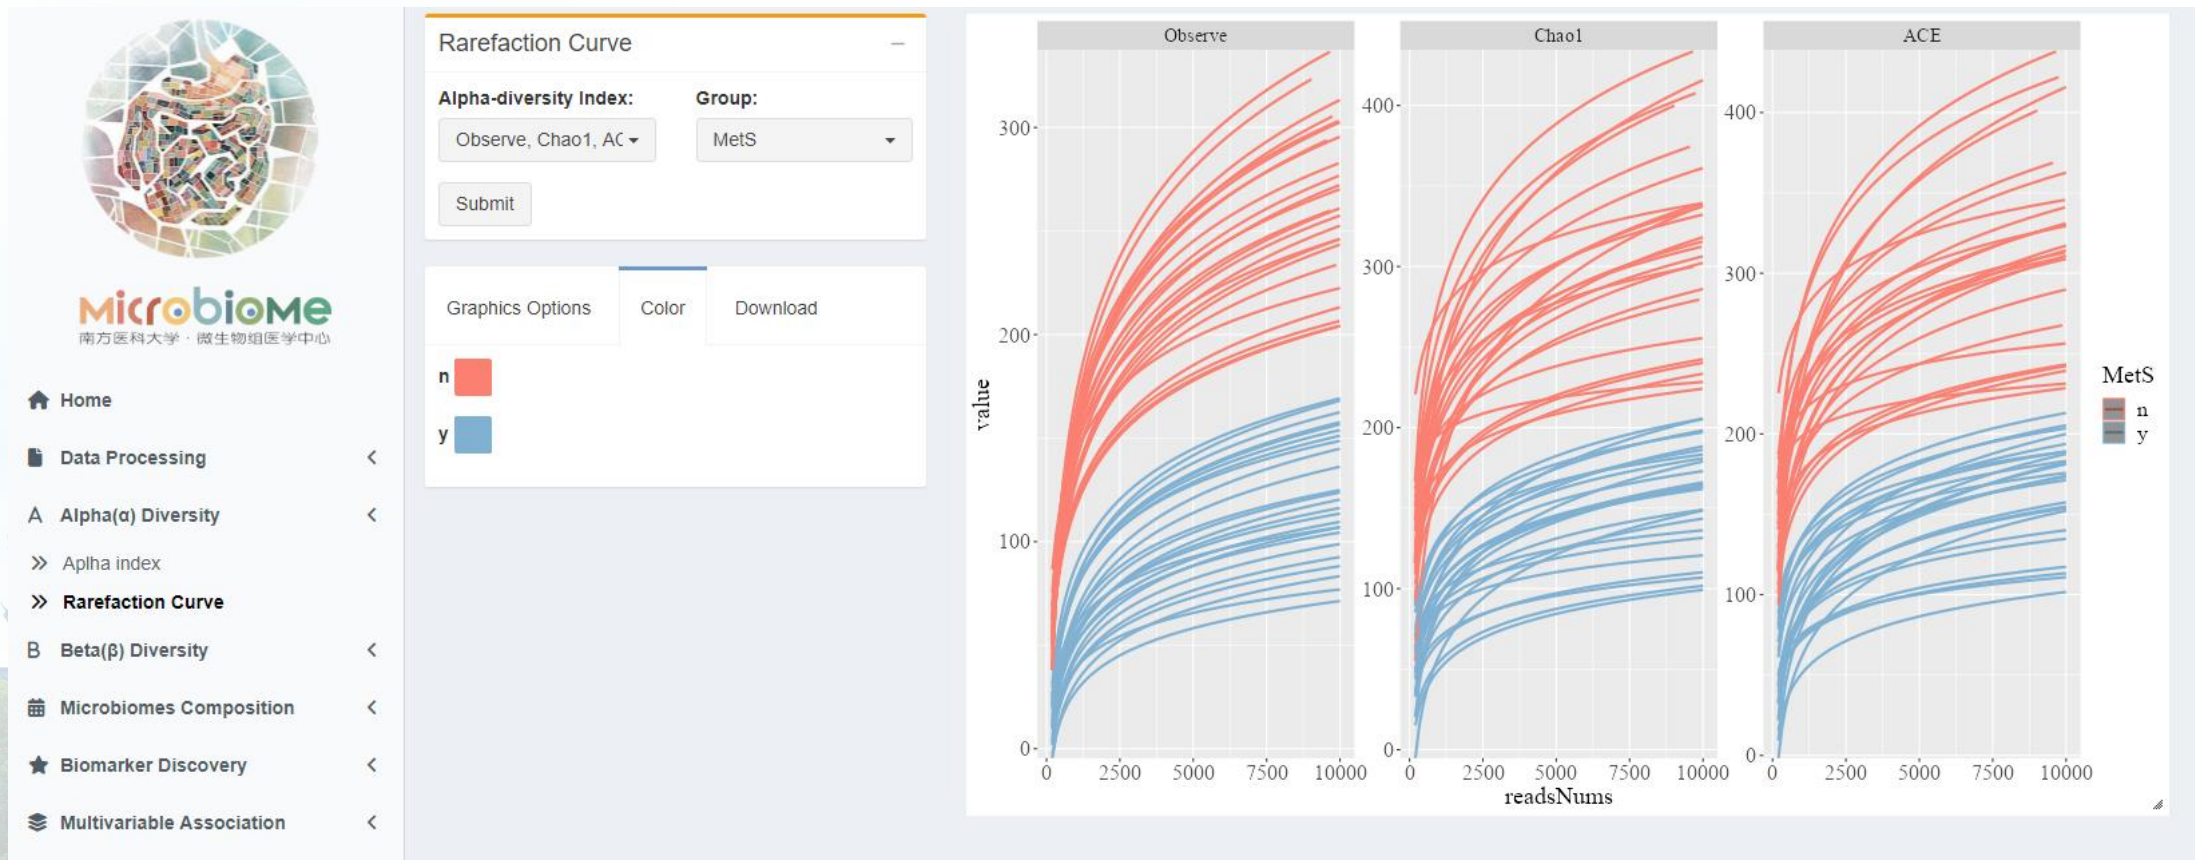 MicrobioMe
南方医科大学·微生物组医学中心
Home
Data Processing
A Alpha(α) Diversity
Aplha index
Rarefaction Curve
B Beta(β) Diversity
Microbiomes Composition
Biomarker Discovery
Multivariable Association
Rarefaction Curve
Alpha-diversity Index: Group:
Observe, Chao1, AC MetS
Submit
Graphics Options Color Download
n
y
Observe Chao1 ACE
value
300
200
100
0
0 2500 5000 7500 10000
400
300
200
100
0
0 2500 5000 7500 10000
400
300
200
100
0
0 2500 5000 7500 10000
readsNums
MetS
n
y